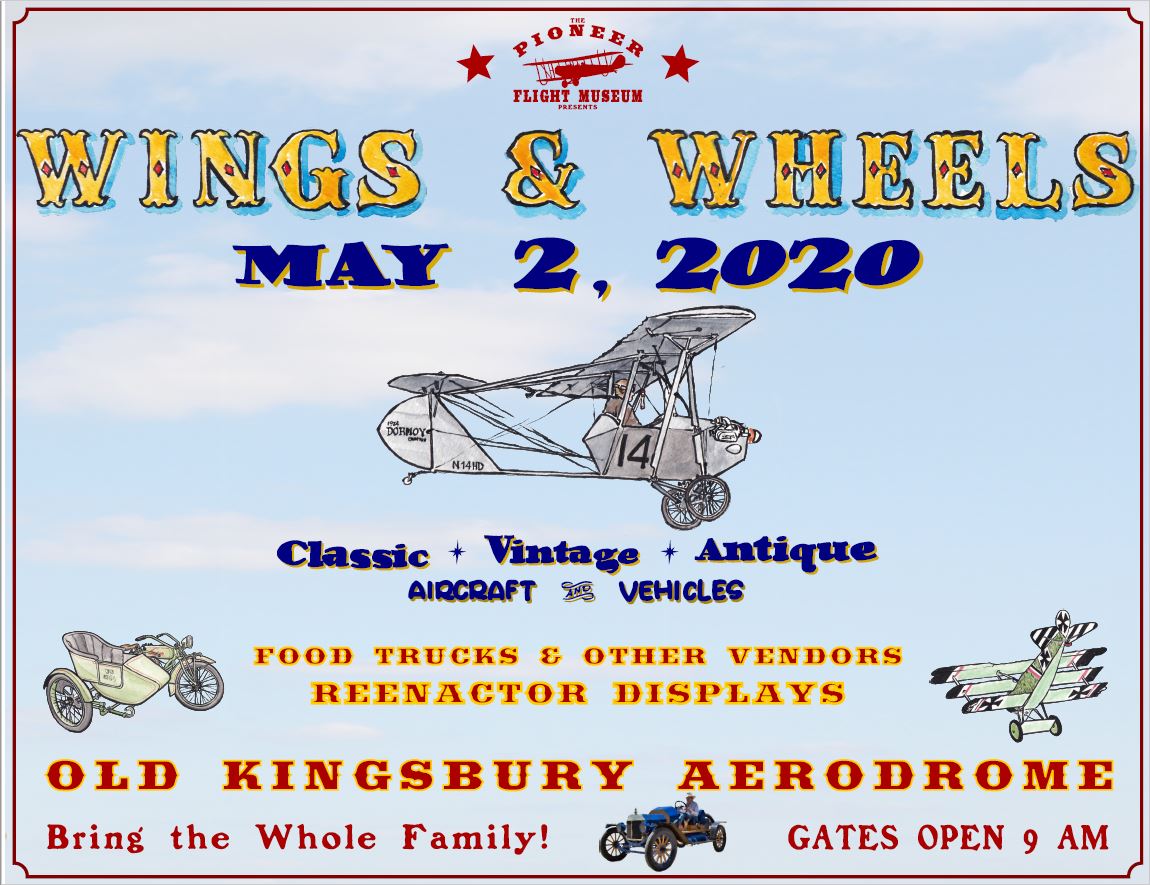 THE
PIONEER
FLIGHT MUSEUM
PRESENTS
WINGS & WHEELS
MAY 2, 2020
1924
DORMOY
N14HD
14
Classic Vintage Antique
AIRCRAFT AND VEHICLES
FOOD TRUCKS & OTHER VENDORS
REENACTOR DISPLAYS
OLD KINGSBURY AERODROME
Bring the Whole Family!
GATES OPEN 9 AM